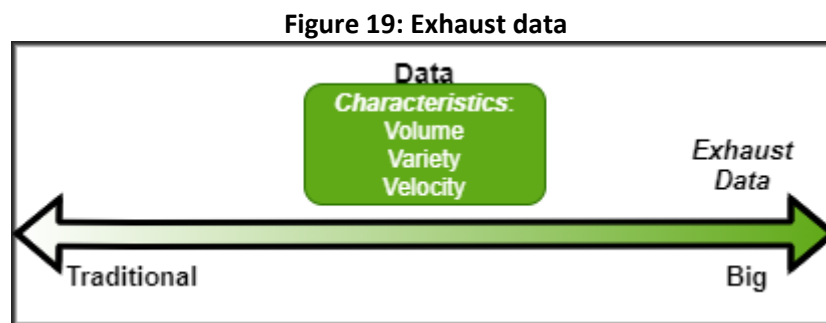 Figure 19: Exhaust data
Data
Characteristics:
Volume
Variety
Velocity
Exhaust
Data
Traditional
Big